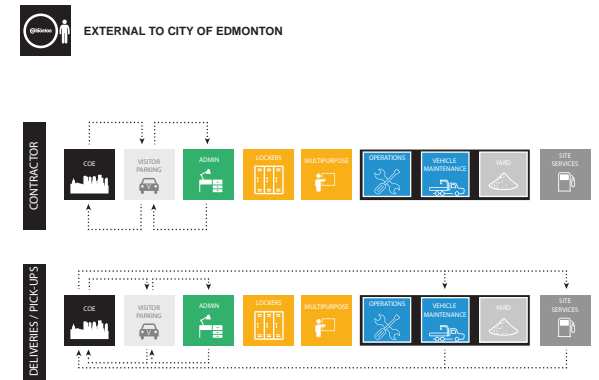 Edmonton
EXTERNAL TO CITY OF EDMONTON
CONTRACTOR
COE
VISITOR
PARKING
V
ADMIN
LOCKERS
MULTIPURPOSE
OPERATIONS
VEHICLE
MAINTENANCE
YARD
SITE
SERVICES
DELIVERIES / PICK-UPS
COE
VISITOR
PARKING
V
ADMIN
LOCKERS
MULTIPURPOSE
OPERATIONS
VEHICLE
MAINTENANCE
YARD
SITE
SERVICES